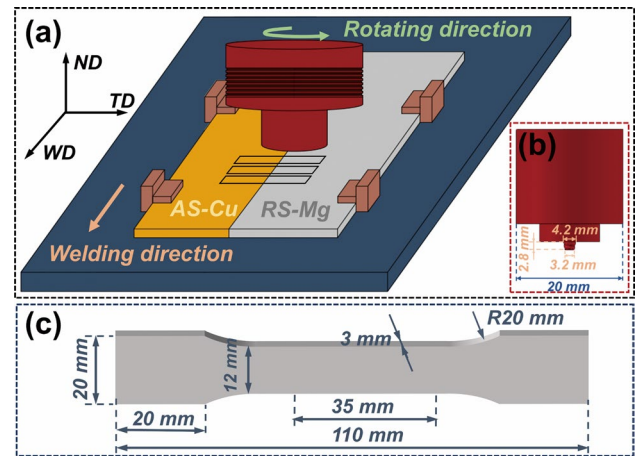 (a)
Rotating direction
ND
TD
WD
AS-Cu
RS-Mg
Welding direction
(b)
4.2 mm
2.8 mm
3.2 mm
20 mm
(c)
R20 mm
3 mm
20 mm
12 mm
35 mm
20 mm
110 mm